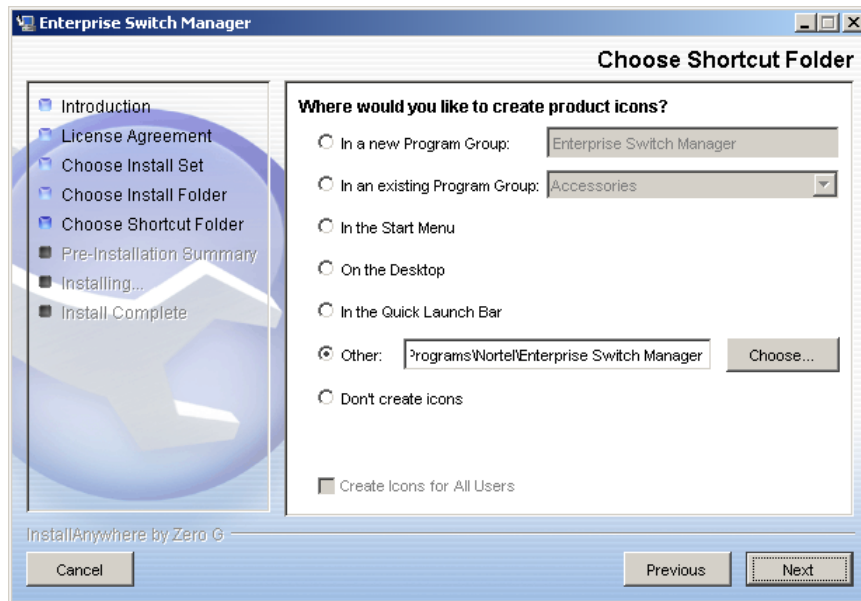 Enterprise Switch Manager
Choose Shortcut Folder
Introduction
License Agreement
Choose Install Set
Choose Install Folder
Choose Shortcut Folder
Pre-Installation Summary
Installing...
Install Complete
Where would you like to create product icons?
In a new Program Group: Enterprise Switch Manager
In an existing Program Group: Accessories
In the Start Menu
On the Desktop
In the Quick Launch Bar
Other: Programs\Nortel\Enterprise Switch Manager Choose...
Don't create icons
Create Icons for All Users
InstallAnywhere by Zero G
Cancel Previous Next